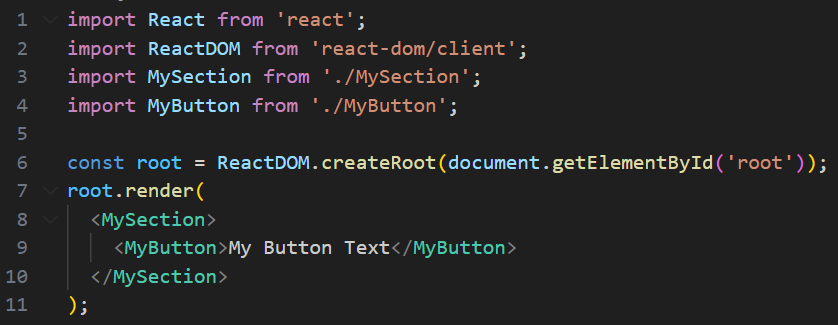 1 import React from 'react';
2 import ReactDOM from 'react-dom/client';
3 import MySection from './MySection';
4 import MyButton from './MyButton';
5
6 const root = ReactDOM.createRoot(document.getElementById('root'));
7 root.render(
8   <MySection>
9     <MyButton>My Button Text</MyButton>
10   </MySection>
11 );